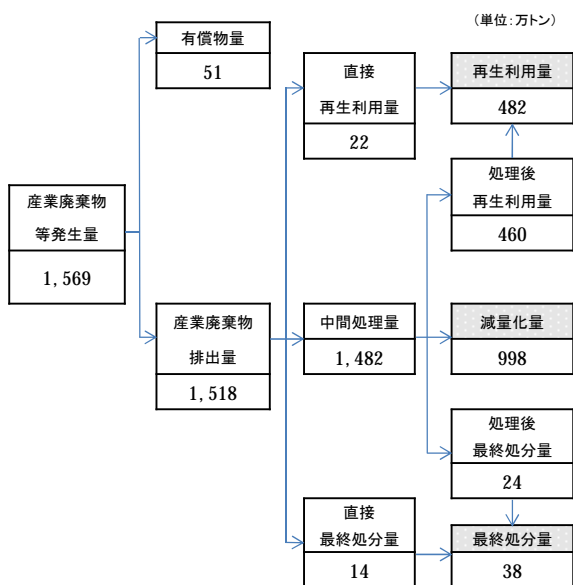 (単位:万トン)
有償物量
51
直接
再生利用量
22
再生利用量
482
処理後
再生利用量
460
産業廃棄物
等発生量
1,569
産業廃棄物
排出量
1,518
中間処理量
1,482
減量化量
998
処理後
最終処分量
24
直接
最終処分量
14
最終処分量
38